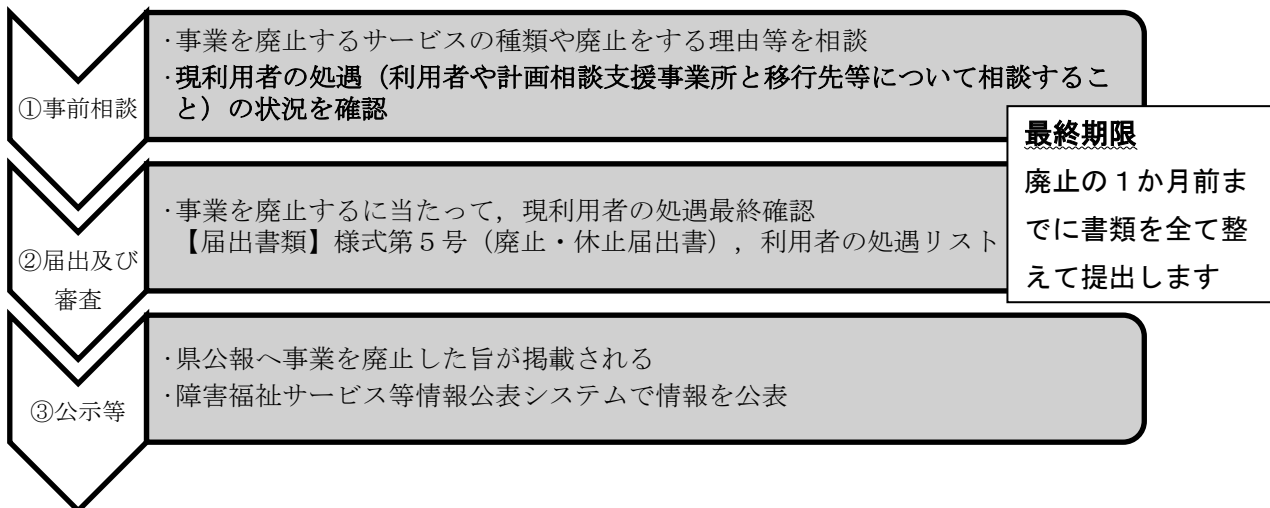 ①事前相談
·事業を廃止するサービスの種類や廃止をする理由等を相談
·現利用者の処遇（利用者や計画相談支援事業所と移行先等について相談するこ
と）の状況を確認
最終期限
廃止の１か月前ま
でに書類を全て整
えて提出します
②届出及び
審査
·事業を廃止するに当たって，現利用者の処遇最終確認
【届出書類】様式第５号（廃止・休止届出書），利用者の処遇リスト
③公示等
·県公報へ事業を廃止した旨が掲載される
·障害福祉サービス等情報公表システムで情報を公表